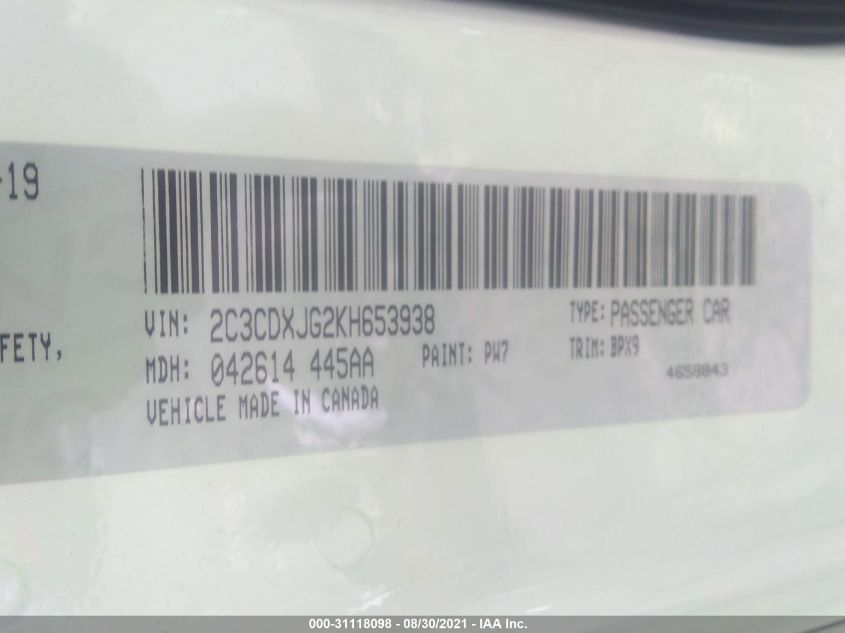 -19
VIN: 2C3CDXJG2KH653938
TYPE: PASSENGER CAR
FETY,
MDH: 042614 445AA
PAINT: PW7
TRIM: BPX9
4658843
VEHICLE MADE IN CANADA
000-31118098 - 08/30/2021 - IAA Inc.